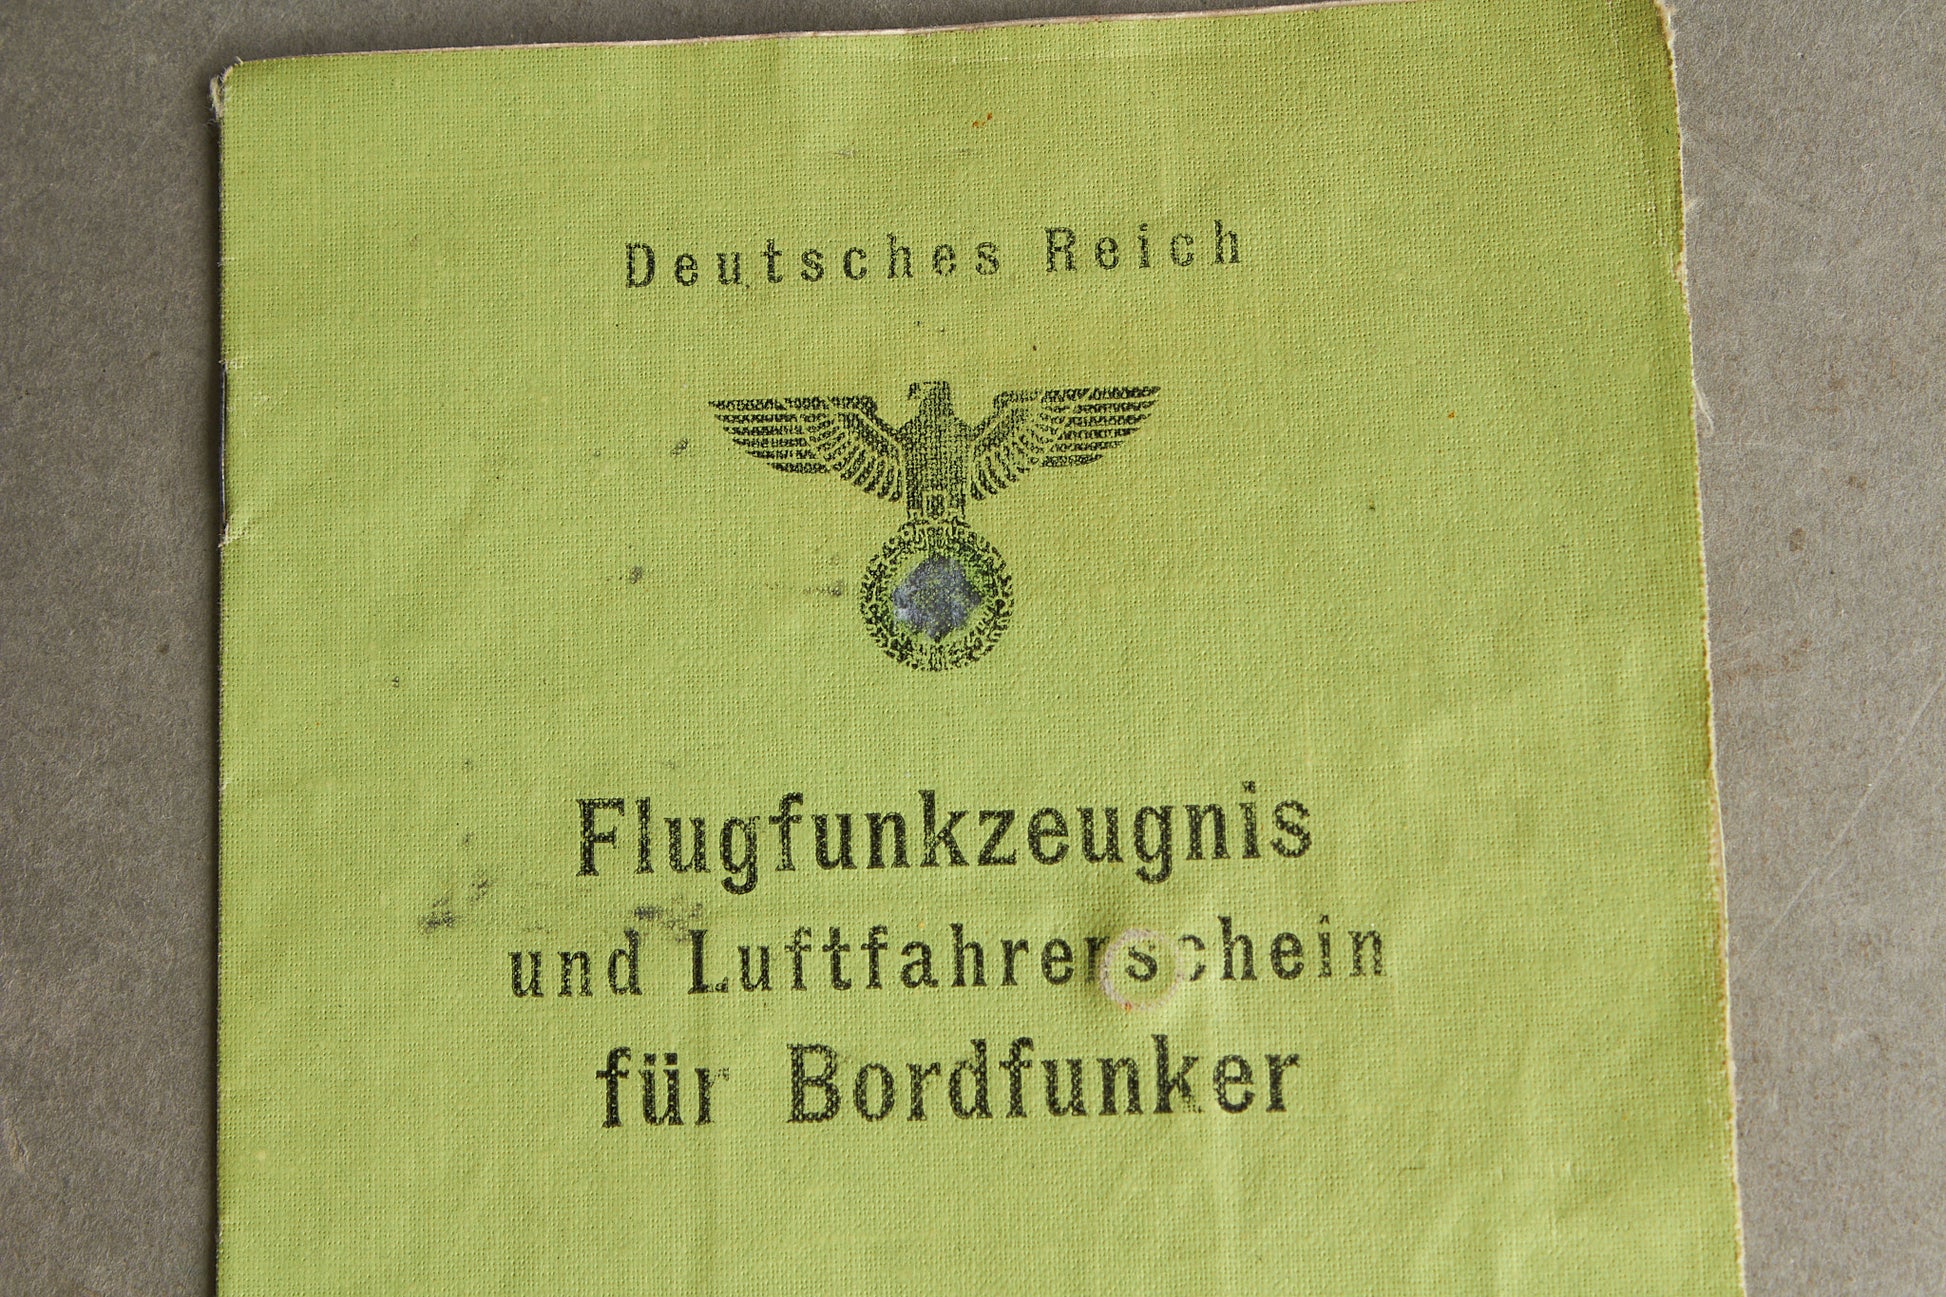 Deutsches Reich
Flugfunkzeugnis
und Luftfahrerschein
für Bordfunker